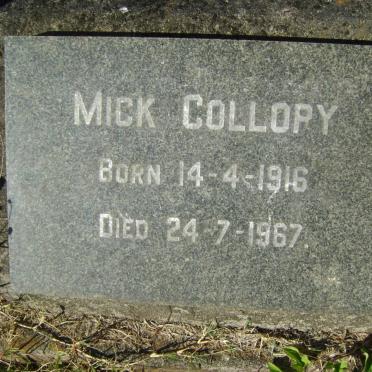 Mick Collopy
Born 14-4-1916
Died 24-7-1967.